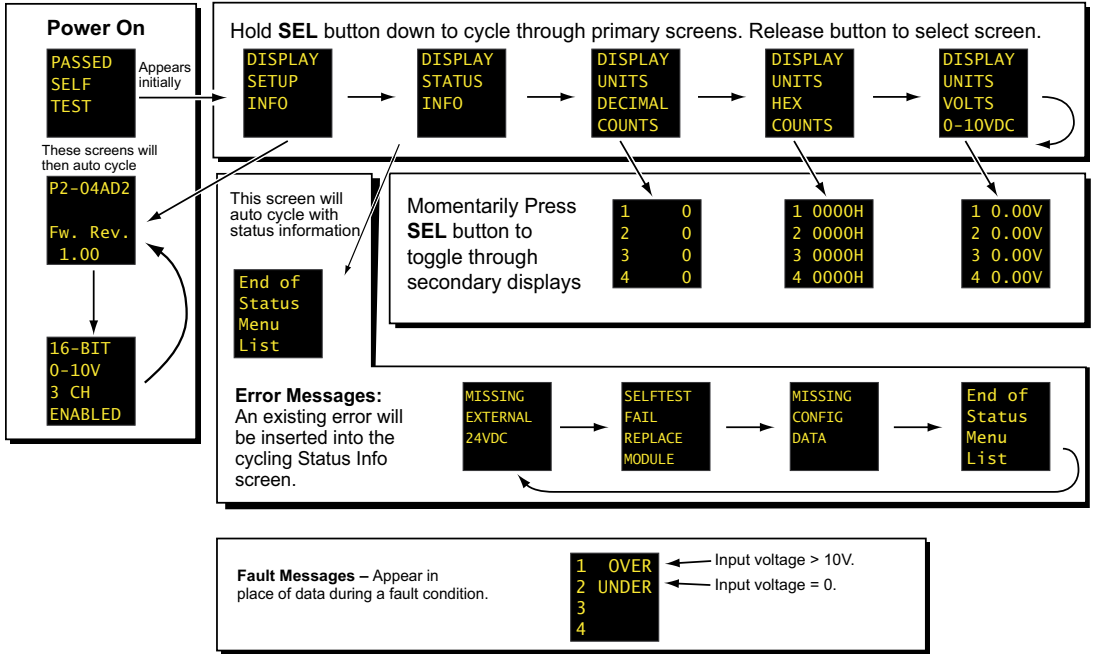 Power On
PASSED
SELF
TEST
Appears
initially
These screens will
then auto cycle
P2-04AD2
Fw. Rev.
1.00
16-BIT
0-10V
3 CH
ENABLED
Hold SEL button down to cycle through primary screens. Release button to select screen.
DISPLAY
SETUP
INFO
DISPLAY
STATUS
INFO
DISPLAY
UNITS
DECIMAL
COUNTS
DISPLAY
UNITS
HEX
COUNTS
DISPLAY
UNITS
VOLTS
0-10VDC
This screen will
auto cycle with
status information
End of
Status
Menu
List
Momentarily Press
SEL button to
toggle through
secondary displays
1 0
2 0
3 0
4 0
1 0000H
2 0000H
3 0000H
4 0000H
1 0.00V
2 0.00V
3 0.00V
4 0.00V
Error Messages:
An existing error will
be inserted into the
cycling Status Info
screen.
MISSING
EXTERNAL
24VDC
SELFTEST
FAIL
REPLACE
MODULE
MISSING
CONFIG
DATA
End of
Status
Menu
List
Fault Messages – Appear in
place of data during a fault condition.
1 OVER
2 UNDER
3
4
Input voltage > 10V.
Input voltage = 0.